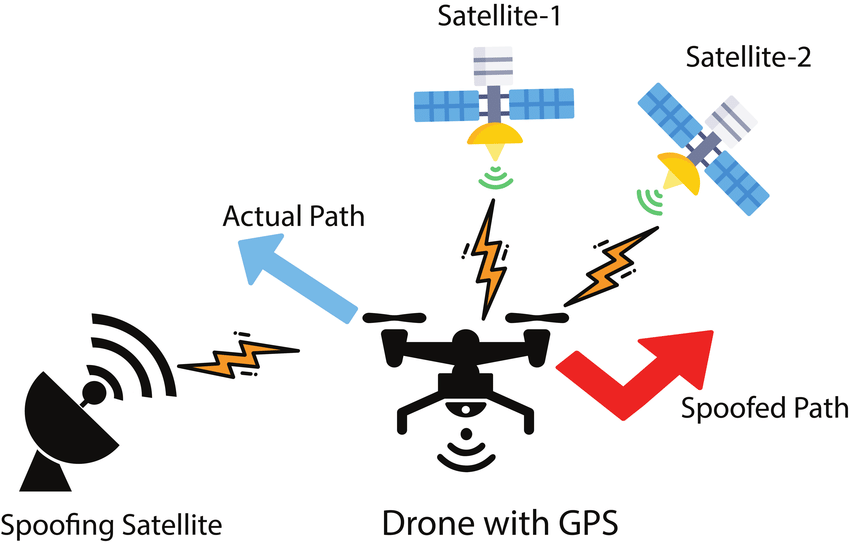 Satellite-1
Satellite-2
Actual Path
Spoofed Path
Spoofing Satellite
Drone with GPS